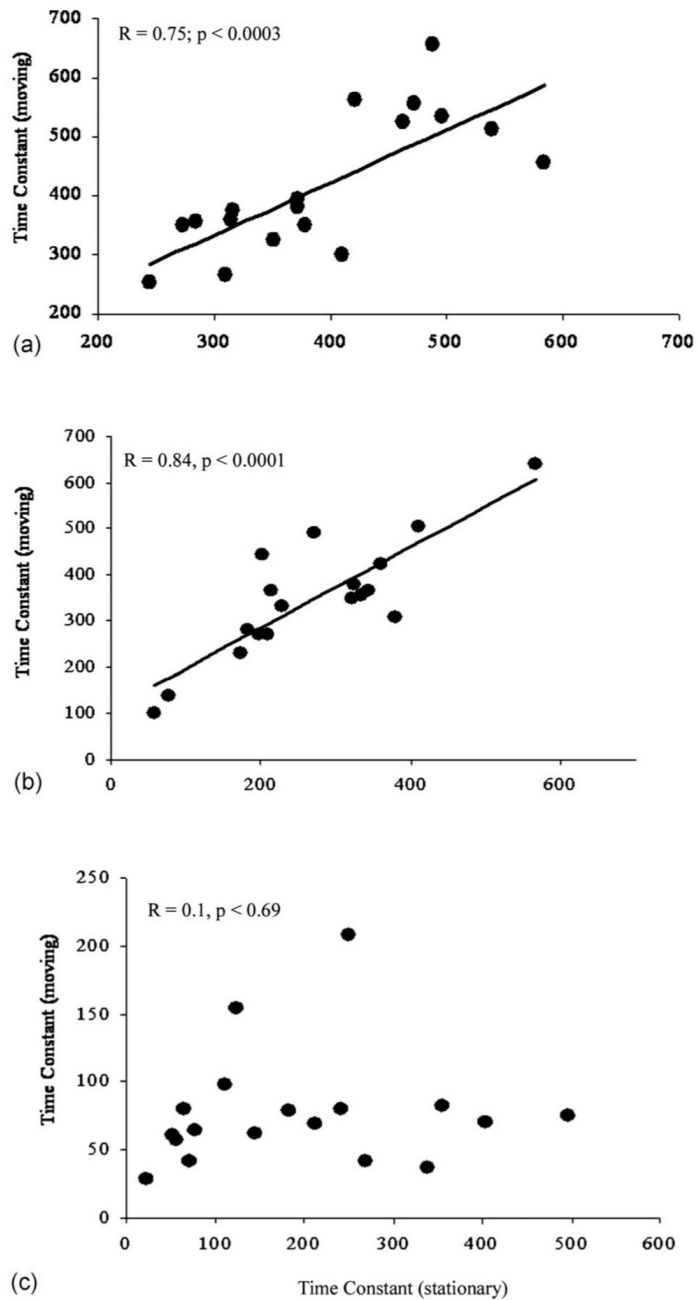 700
R = 0.75; p < 0.0003
600
500
400
300
200
Time Constant (moving)
200 300 400 500 600 700
(a)
700
R = 0.84, p < 0.0001
600
500
400
300
200
100
0
Time Constant (moving)
0 200 400 600
(b)
250
R = 0.1, p < 0.69
200
150
100
50
0
Time Constant (moving)
0 100 200 300 400 500 600
(c)
Time Constant (stationary)